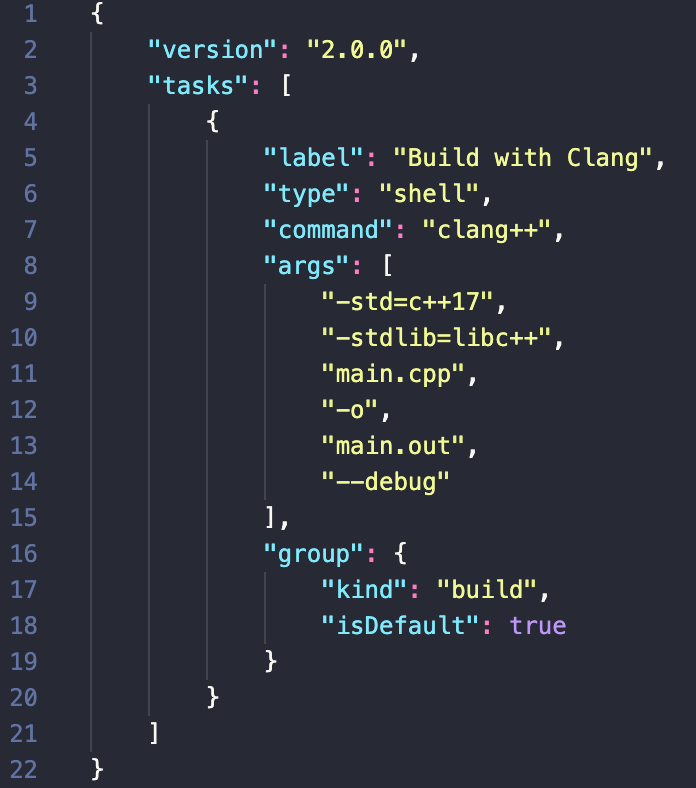 1 {
2     "version": "2.0.0",
3     "tasks": [
4         {
5             "label": "Build with Clang",
6             "type": "shell",
7             "command": "clang++",
8             "args": [
9                 "-std=c++17",
10                 "-stdlib=libc++",
11                 "main.cpp",
12                 "-o",
13                 "main.out",
14                 "--debug"
15             ],
16             "group": {
17                 "kind": "build",
18                 "isDefault": true
19             }
20         }
21     ]
22 }